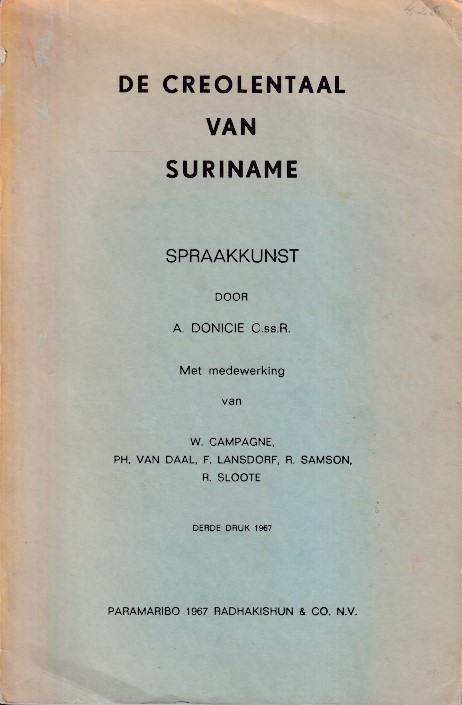 DE CREOLENTAAL
VAN
SURINAME
SPRAAKKUNST
DOOR
A. DONICIE C.ss.R.
Met medewerking
van
W. CAMPAGNE,
PH. VAN DAAL, F. LANSDORF, R. SAMSON,
R. SLOOTE
DERDE DRUK 1967
PARAMARIBO 1967 RADHAKISHUN & CO. N.V.